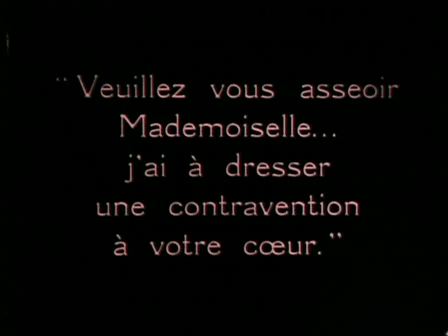 "Veuillez vous asseoir
Mademoiselle...
j'ai à dresser
une contravention
à votre cœur."